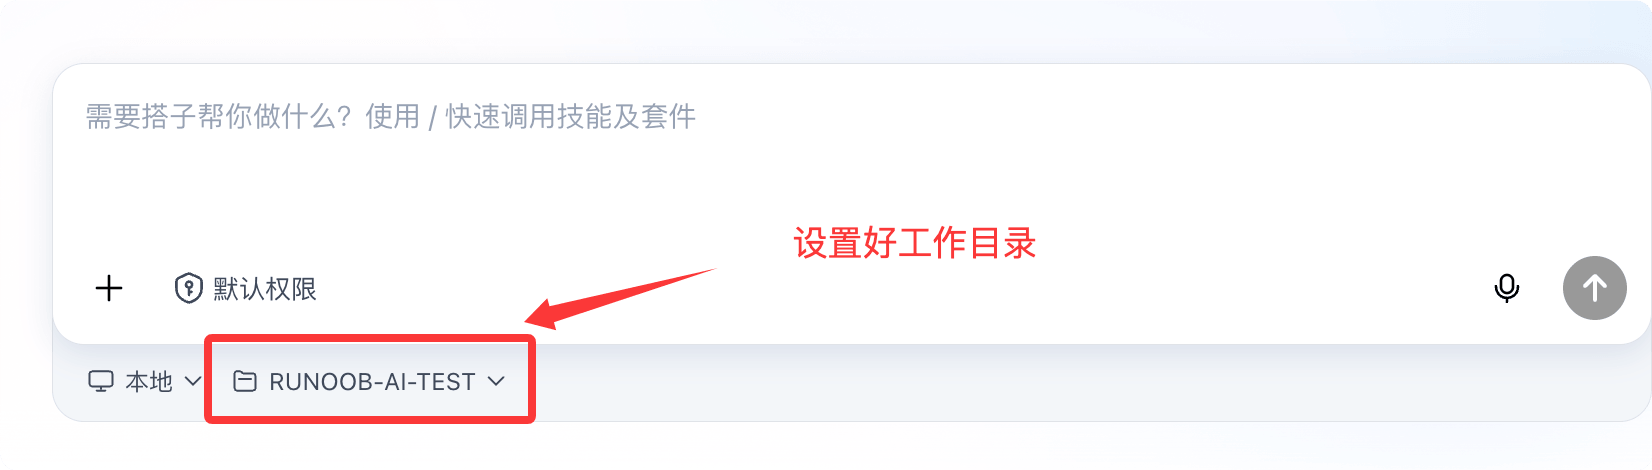 需要搭子帮你做什么？使用 / 快速调用技能及套件
设置好工作目录
默认权限
本地
RUNOOB-AI-TEST